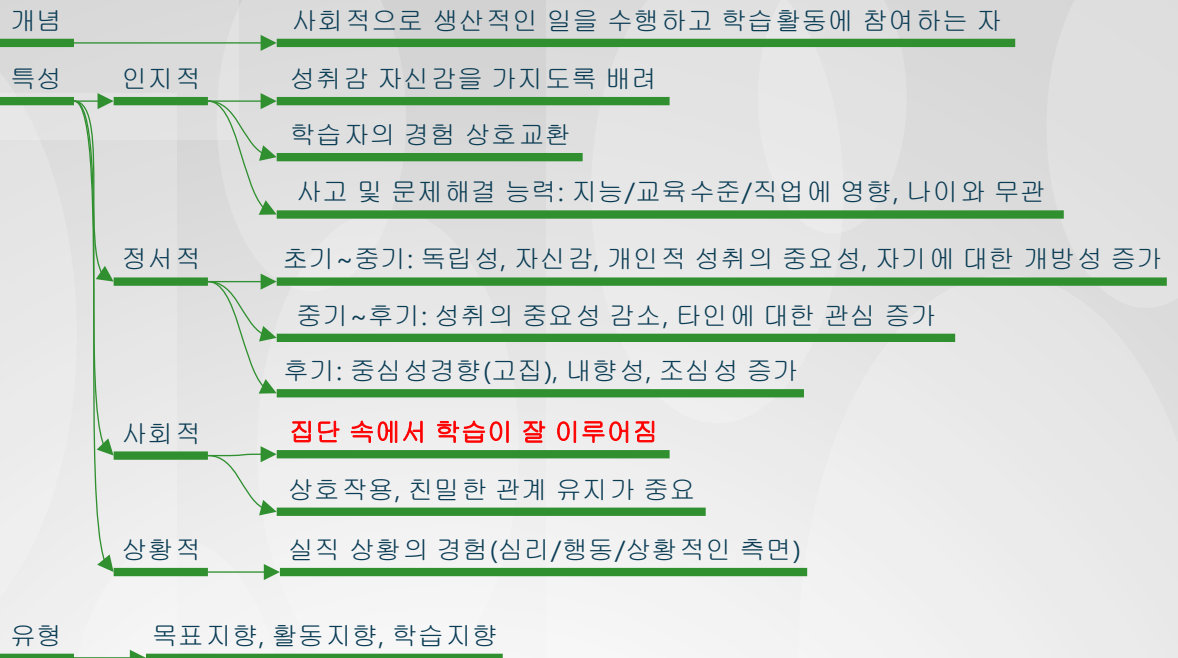 개념 사회적으로 생산적인 일을 수행하고 학습활동에 참여하는 자
특성 인지적 성취감 자신감을 가지도록 배려
학습자의 경험 상호교환
사고 및 문제해결 능력: 지능/교육수준/직업에 영향, 나이와 무관
정서적 초기~중기: 독립성, 자신감, 개인적 성취의 중요성, 자기에 대한 개방성 증가
중기~후기: 성취의 중요성 감소, 타인에 대한 관심 증가
후기: 중심성경향(고집), 내향성, 조심성 증가
사회적 집단 속에서 학습이 잘 이루어짐
상호작용, 친밀한 관계 유지가 중요
상황적 실직 상황의 경험(심리/행동/상황적인 측면)
유형 목표지향, 활동지향, 학습지향